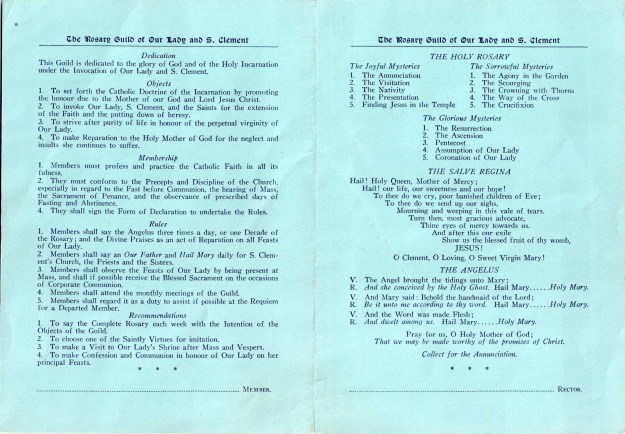 The Rosary Guild of Our Lady and S. Clement
Dedication
This Guild is dedicated to the glory of God and of the Holy Incarnation
under the Invocation of Our Lady and S. Clement.
Objects
1. To set forth the Catholic Doctrine of the Incarnation by promoting
the honour due to the Mother of our God and Lord Jesus Christ.
2. To invoke Our Lady, S. Clement, and the Saints for the extension
of the Faith and the putting down of heresy.
3. To strive after purity of life in honour of the perpetual virginity of
Our Lady.
4. To make Reparation to the Holy Mother of God for the neglect and
insults she continues to suffer.
Membership
1. Members must profess and practice the Catholic Faith in all its
fulness.
2. They must conform to the Precepts and Discipline of the Church,
especially in regard to the Fast before Communion, the hearing of Mass,
the Sacrament of Penance, and the observance of prescribed days of
Fasting and Abstinence.
4. They shall sign the Form of Declaration to undertake the Rules.
Rules
1. Members shall say the Angelus three times a day, or one Decade of
the Rosary; and the Divine Praises as an act of Reparation on all Feasts
of Our Lady.
2. Members shall say an Our Father and Hail Mary daily for S. Clem-
ent's Church, the Priests and the Sisters.
3. Members shall observe the Feasts of Our Lady by being present at
Mass, and shall if possible receive the Blessed Sacrament on the occasions
of Corporate Communion.
4. Members shall attend the monthly meetings of the Guild.
5. Members shall regard it as a duty to assist if possible at the Requiem
for a Departed Member.
Recommendations
1. To say the Complete Rosary each week with the Intention of the
Objects of the Guild.
2. To choose one of the Saintly Virtues for imitation.
3. To make a Visit to Our Lady's Shrine after Mass and Vespers.
4. To make Confession and Communion in honour of Our Lady on her
principal Feasts.
* * *
........................................ MEMBER.
The Rosary Guild of Our Lady and S. Clement
THE HOLY ROSARY
The Joyful Mysteries
1. The Annunciation
2. The Visitation
3. The Nativity
4. The Presentation
5. Finding Jesus in the Temple
The Sorrowful Mysteries
1. The Agony in the Garden
2. The Scourging
3. The Crowning with Thorns
4. The Way of the Cross
5. The Crucifixion
The Glorious Mysteries
1. The Resurrection
2. The Ascension
3. Pentecost
4. Assumption of Our Lady
5. Coronation of Our Lady
THE SALVE REGINA
Hail! Holy Queen, Mother of Mercy;
Hail! our life, our sweetness and our hope!
To thee do we cry, poor banished children of Eve;
To thee do we send up our sighs,
Mourning and weeping in this vale of tears.
Turn then, most gracious advocate,
Thine eyes of mercy towards us.
And after this our exile
Show us the blessed fruit of thy womb,
JESUS!
O Clement, O Loving, O Sweet Virgin Mary!
THE ANGELUS
V. The Angel brought the tidings unto Mary;
R. And she conceived by the Holy Ghost. Hail Mary......Holy Mary.
V. And Mary said: Behold the handmaid of the Lord;
R. Be it unto me according to thy word. Hail Mary......Holy Mary.
V. And the Word was made Flesh;
R. And dwelt among us. Hail Mary......Holy Mary.
Pray for us, O Holy Mother of God;
That we may be made worthy of the promises of Christ.
Collect for the Annunciation.
* * *
........................................ RECTOR.